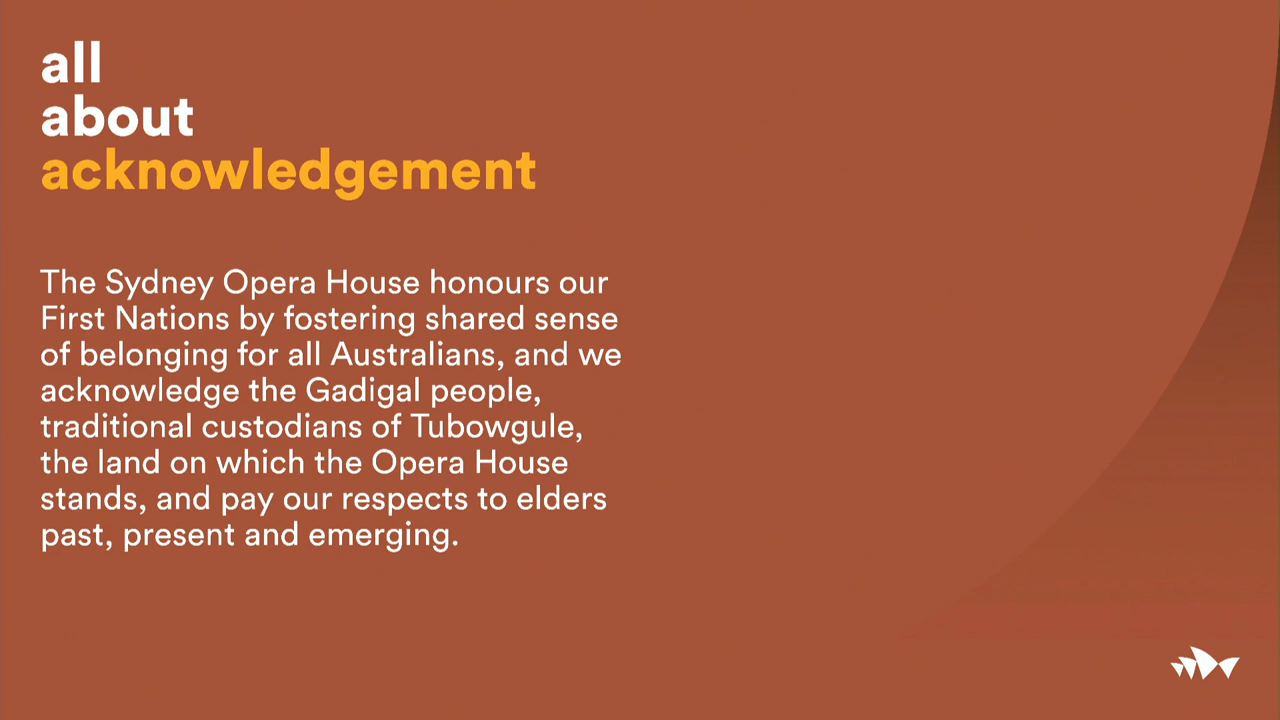 all
about
acknowledgement
The Sydney Opera House honours our
First Nations by fostering shared sense
of belonging for all Australians, and we
acknowledge the Gadigal people,
traditional custodians of Tubowgule,
the land on which the Opera House
stands, and pay our respects to elders
past, present and emerging.